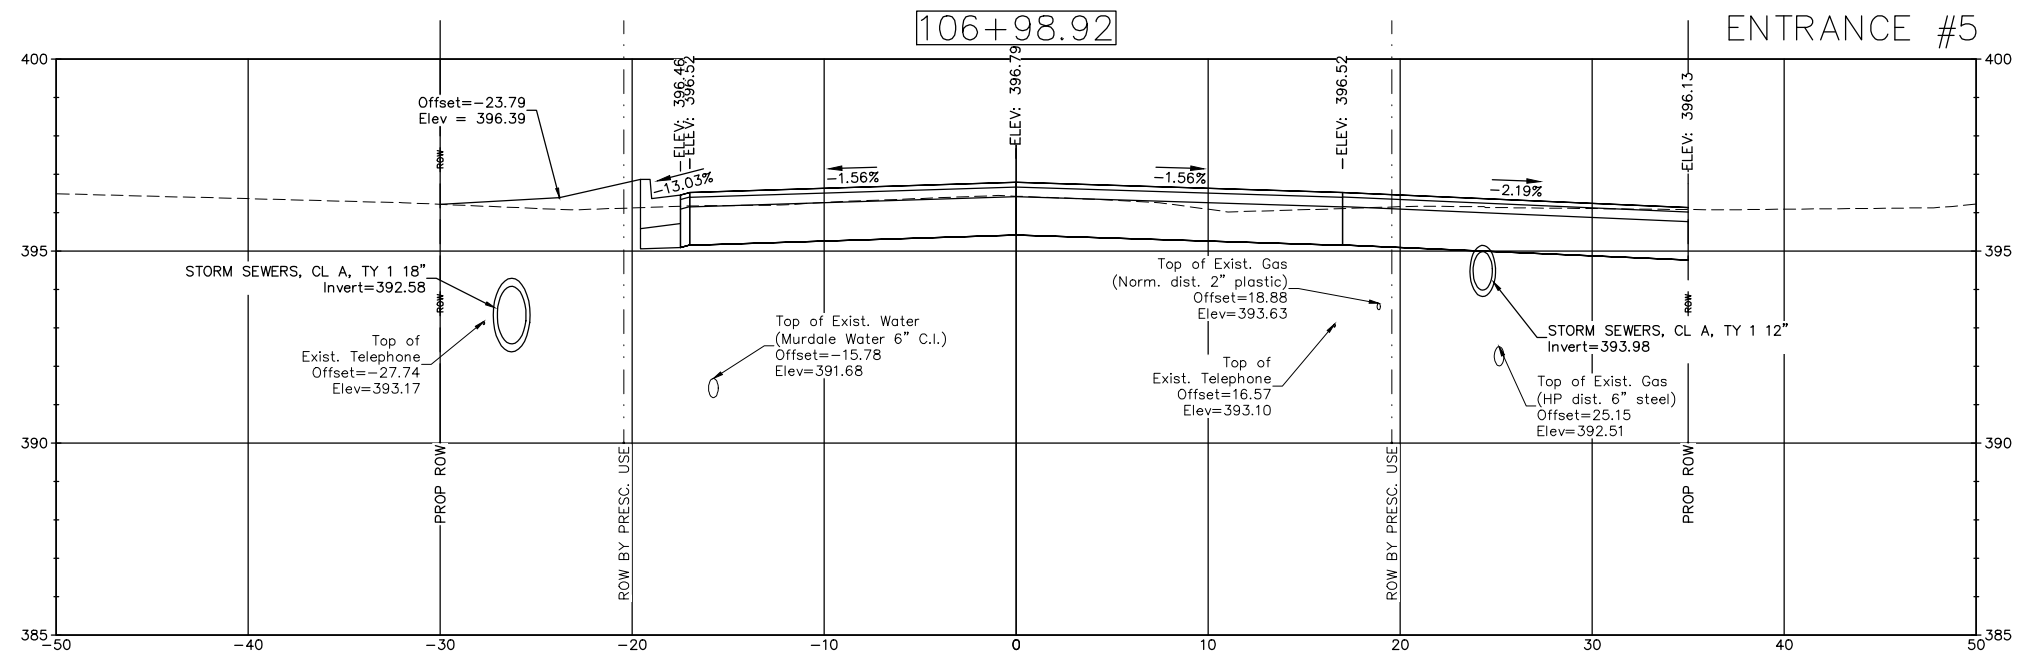 106+98.92
ENTRANCE #5
400
400
ELEV: 396.46
ELEV: 396.52
ELEV: 396.79
ELEV: 396.52
ELEV: 396.13
Offset=-23.79
Elev = 396.39
ROW
-13.03%
-1.56%
-1.56%
-2.19%
395
395
STORM SEWERS, CL A, TY 1 18"
Invert=392.58
ROW
Top of
Exist. Telephone
Offset=-27.74
Elev=393.17
Top of Exist. Water
(Murdale Water 6" C.I.)
Offset=-15.78
Elev=391.68
Top of Exist. Gas
(Norm. dist. 2" plastic)
Offset=18.88
Elev=393.63
Top of
Exist. Telephone
Offset=16.57
Elev=393.10
ROW
STORM SEWERS, CL A, TY 1 12"
Invert=393.98
Top of Exist. Gas
(HP dist. 6" steel)
Offset=25.15
Elev=392.51
390
390
PROP ROW
ROW BY PRESC. USE
ROW BY PRESC. USE
PROP ROW
385
385
-50
-40
-30
-20
-10
0
10
20
30
40
50